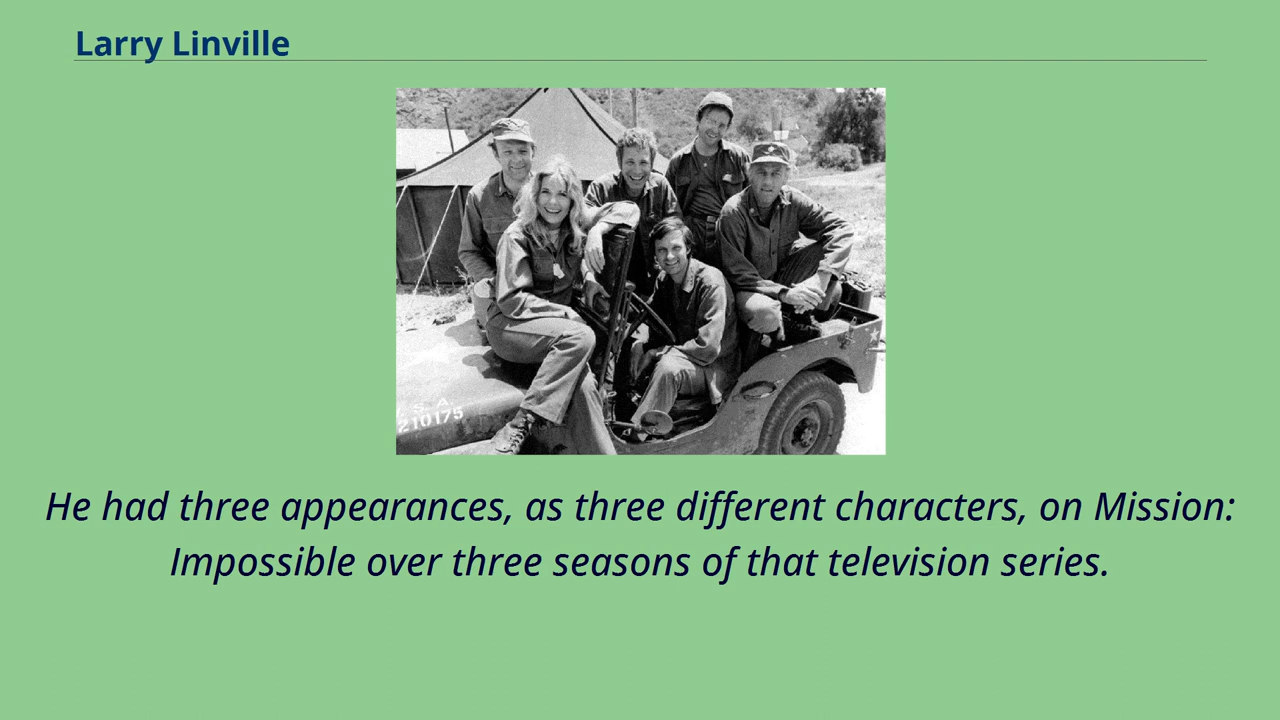 Larry Linville
U S A
210175
He had three appearances, as three different characters, on Mission:
Impossible over three seasons of that television series.